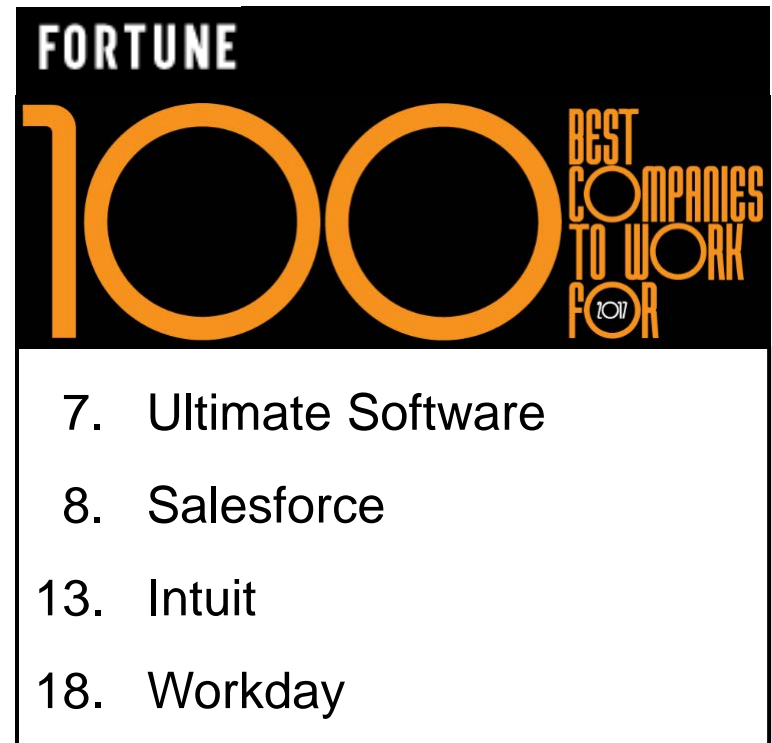 FORTUNE
100
BEST
COMPANIES
TO WORK
FOR
2017
7. Ultimate Software
8. Salesforce
13. Intuit
18. Workday